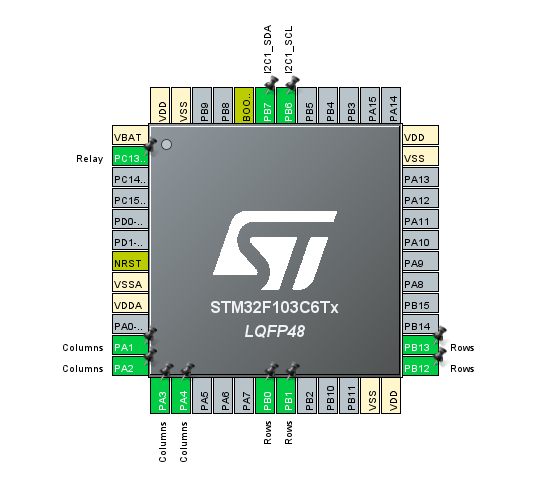 I2C1_SDA
I2C1_SCL
VDD
VSS
PB9
PB8
BOO..
PB7
PB6
PB5
PB4
PB3
PA15
PA14
VBAT
Relay PC13..
PC14..
PC15..
PD0-..
PD1-..
NRST
VSSA
VDDA
PA0-..
Columns PA1
Columns PA2
VDD
VSS
PA13
PA12
PA11
PA10
PA9
PA8
PB15
PB14
PB13 Rows
PB12 Rows
ST
STM32F103C6Tx
LQFP48
PA3
PA4
PA5
PA6
PA7
PB0
PB1
PB2
PB10
PB11
VSS
VDD
Columns
Columns
Rows
Rows